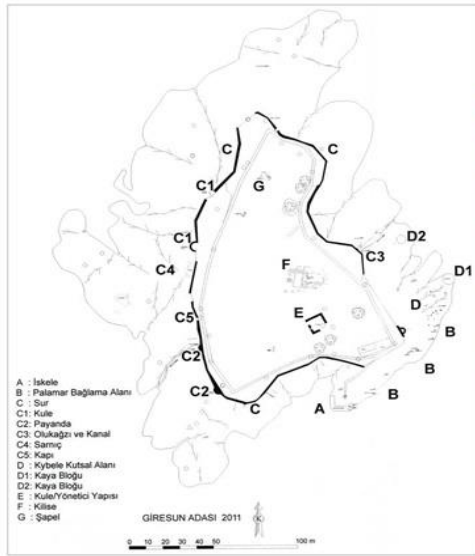 C
C
C1
G
C1
C3
D2
C4
F
D1
D
C5
E
B
C2
B
C2
B
C
A
A : İskele
B : Palamar Bağlama Alanı
C : Sur
C1 : Kule
C2 : Payanda
C3 : Olukağzı ve Kanal
C4 : Sarnıç
C5 : Kapı
D : Kybele Kutsal Alanı
D1 : Kaya Bloğu
D2 : Kaya Bloğu
E : Kule/Yönetici Yapısı
F : Kilise
G : Şapel
GİRESUN ADASI 2011
K
0 10 20 30 40 50 100 m